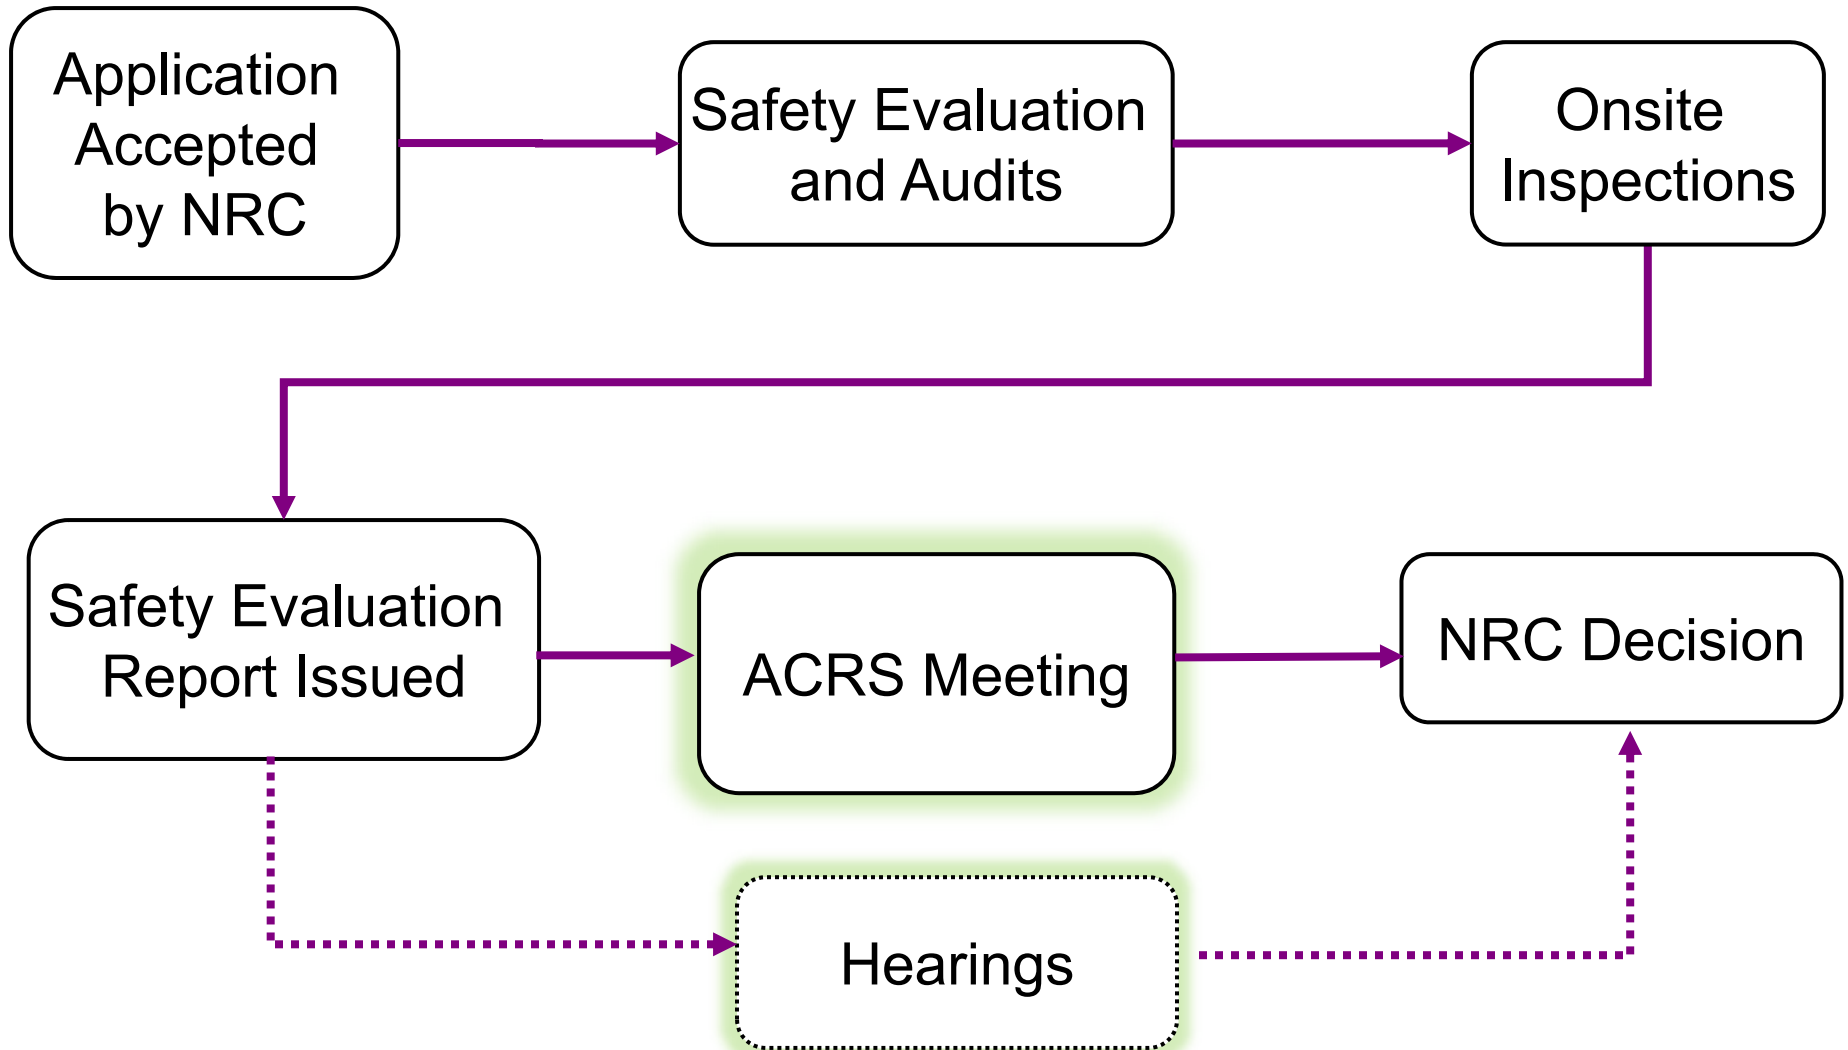 Application
Accepted
by NRC
Safety Evaluation
and Audits
Onsite
Inspections
Safety Evaluation
Report Issued
ACRS Meeting
NRC Decision
Hearings